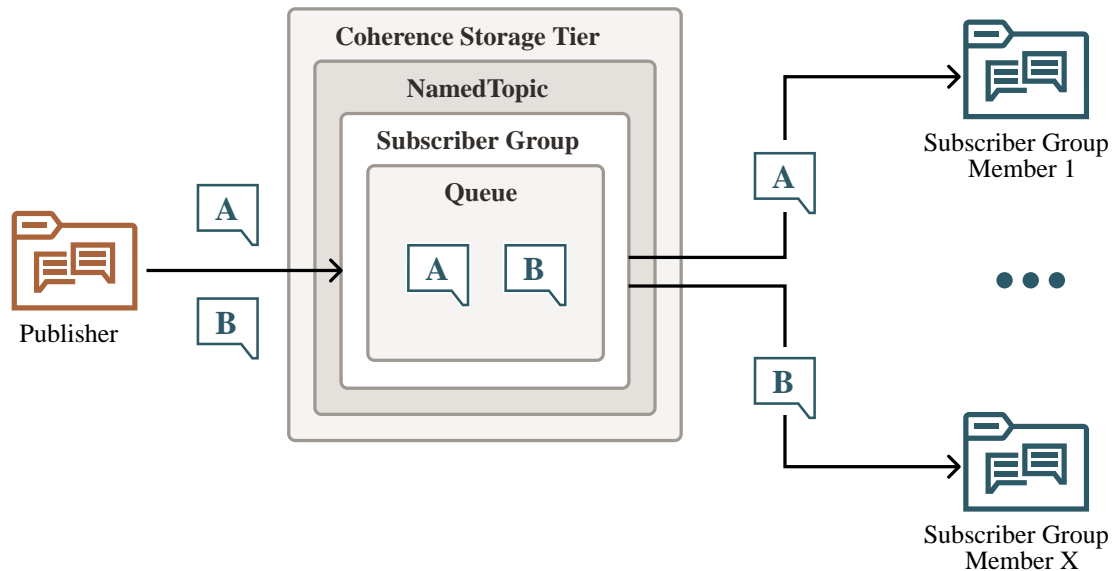 Coherence Storage Tier
NamedTopic
Subscriber Group
Queue
A
B
Publisher
A
B
A
B
Subscriber Group
Member 1
Subscriber Group
Member X